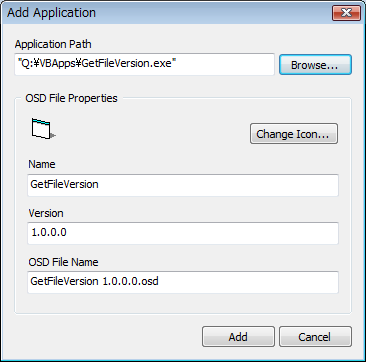 Add Application
Application Path
"Q:¥VBApps¥GetFileVersion.exe"
Browse...
OSD File Properties
Change Icon...
Name
GetFileVersion
Version
1.0.0.0
OSD File Name
GetFileVersion 1.0.0.0.osd
Add Cancel